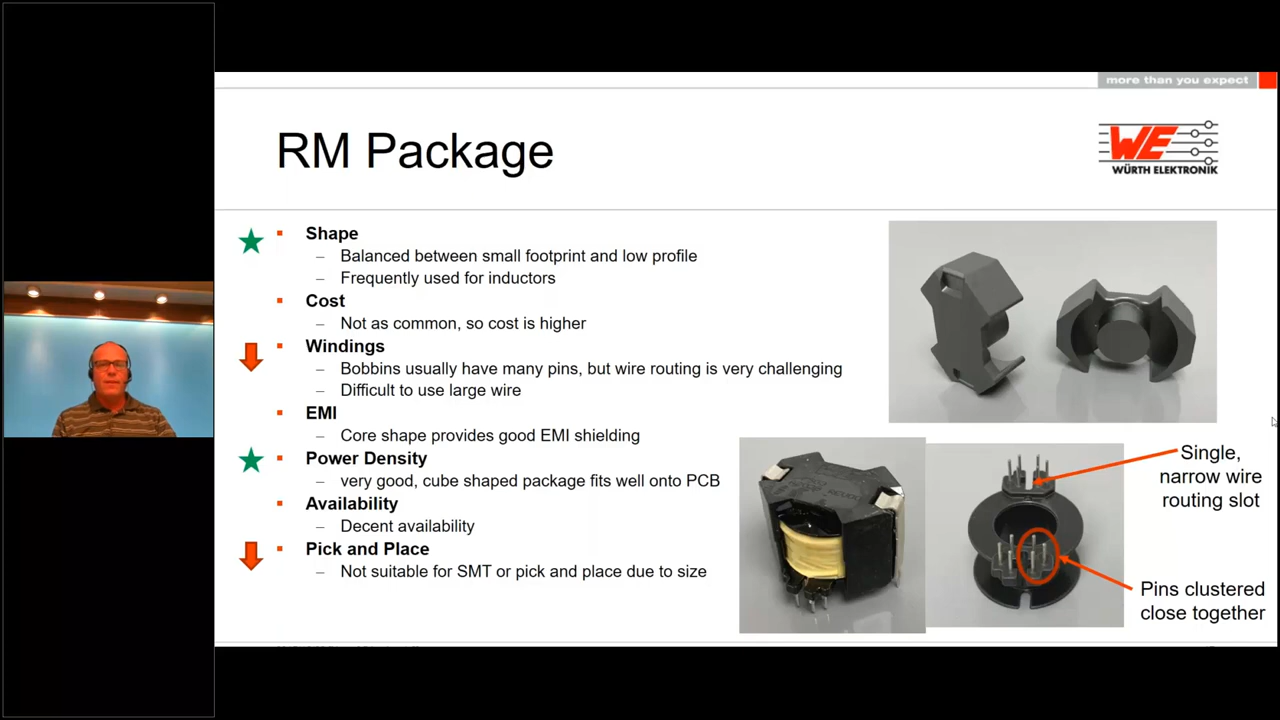 more than you expect
RM Package
WE
WÜRTH ELEKTRONIK
Shape
– Balanced between small footprint and low profile
– Frequently used for inductors
Cost
– Not as common, so cost is higher
Windings
– Bobbins usually have many pins, but wire routing is very challenging
– Difficult to use large wire
EMI
– Core shape provides good EMI shielding
Power Density
– very good, cube shaped package fits well onto PCB
Availability
– Decent availability
Pick and Place
– Not suitable for SMT or pick and place due to size
Single,
narrow wire
routing slot
Pins clustered
close together